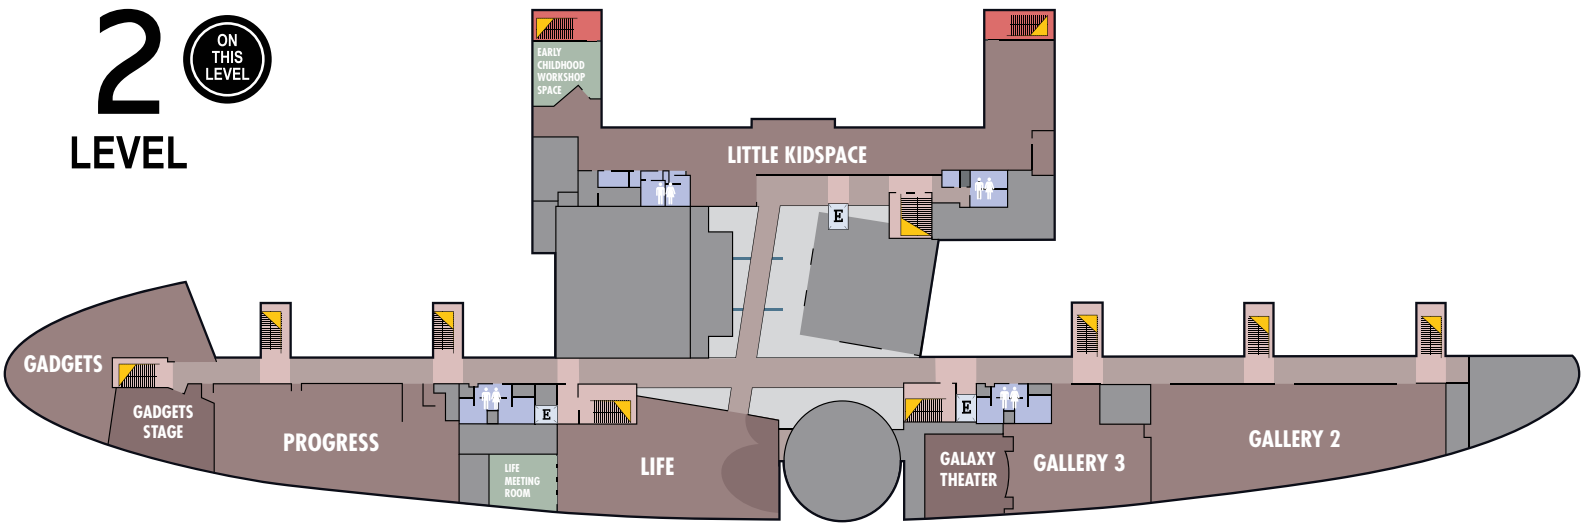 2
ON
THIS
LEVEL
LEVEL
EARLY
CHILDHOOD
WORKSHOP
SPACE
LITTLE KIDSPACE
E
GADGETS
GADGETS
STAGE
PROGRESS
E
LIFE
MEETING
ROOM
LIFE
E
GALAXY
THEATER
GALLERY 3
GALLERY 2